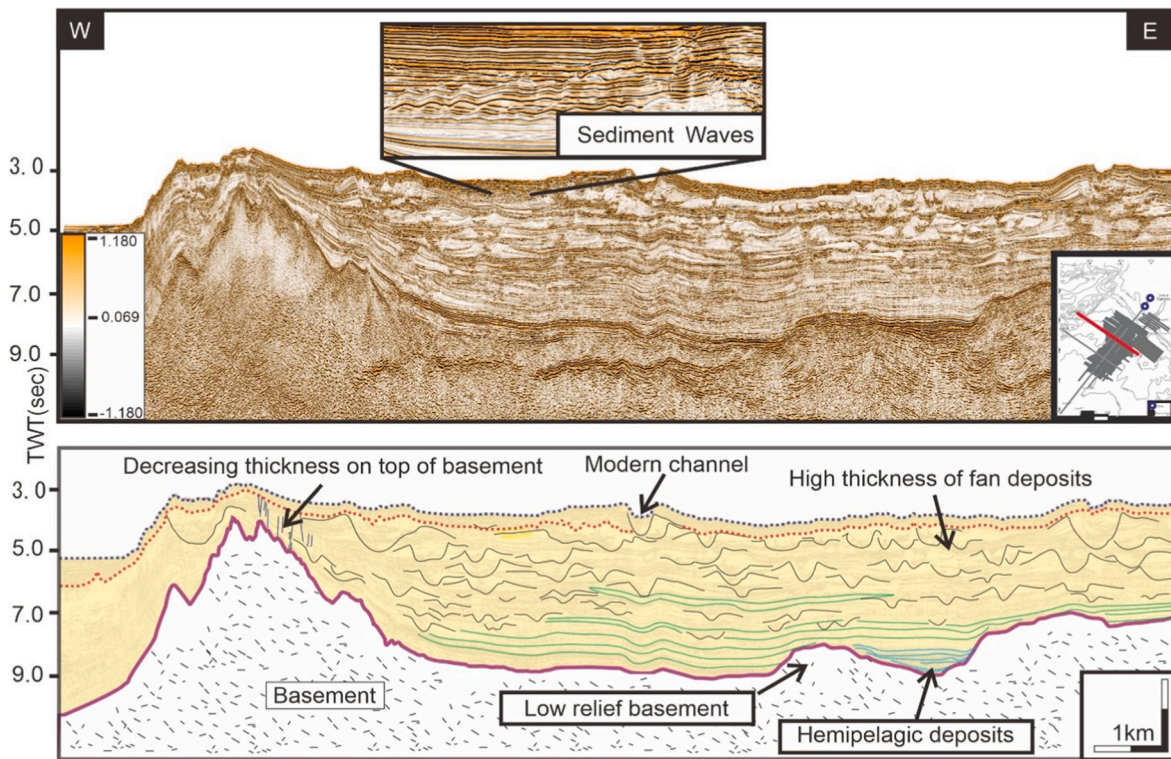 W
E
Sediment Waves
3. 0
5.0
7.0
9.0
1.180
0.069
-1.180
TWT(sec)
Decreasing thickness on top of basement
Modern channel
High thickness of fan deposits
3.0
5.0
7.0
9.0
Basement
Low relief basement
Hemipelagic deposits
1km